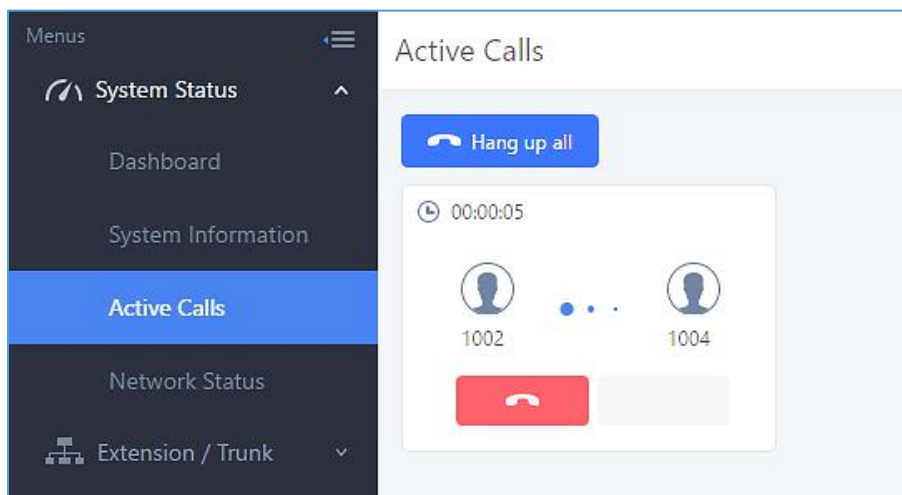 Menus
System Status
Dashboard
System Information
Active Calls
Network Status
Extension / Trunk
Active Calls
Hang up all
00:00:05
1002
1004